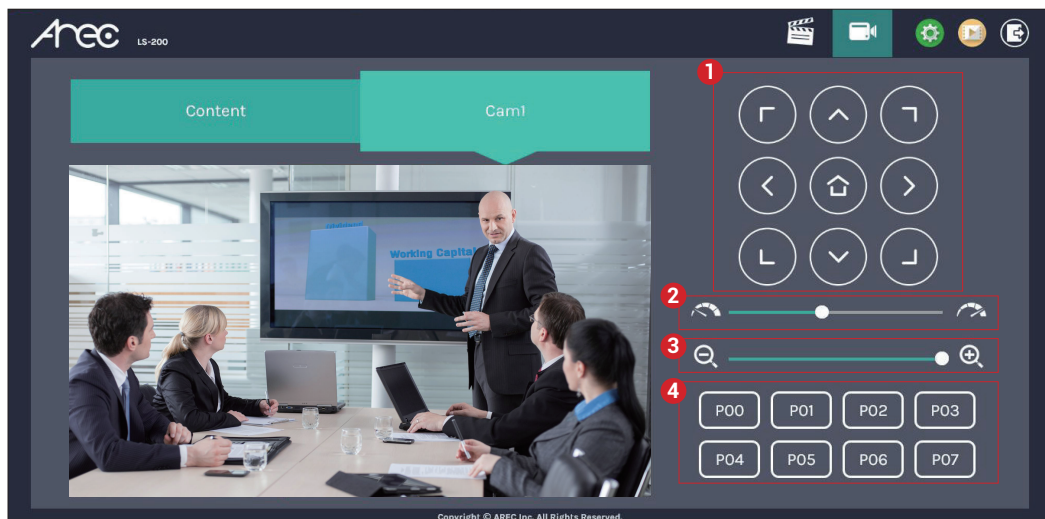 Arec LS-200
Content
Cam1
Working Capital
1
2
3
4
P00 P01 P02 P03
P04 P05 P06 P07
Copyright © AREC Inc. All Rights Reserved.